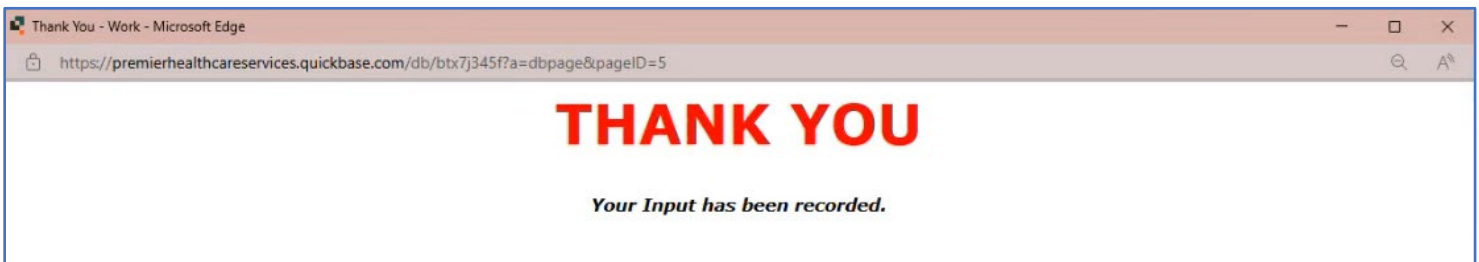 Thank You - Work - Microsoft Edge
https://premierhealthcareservices.quickbase.com/db/btx7j345f?a=dbpage&pageID=5
THANK YOU
Your Input has been recorded.